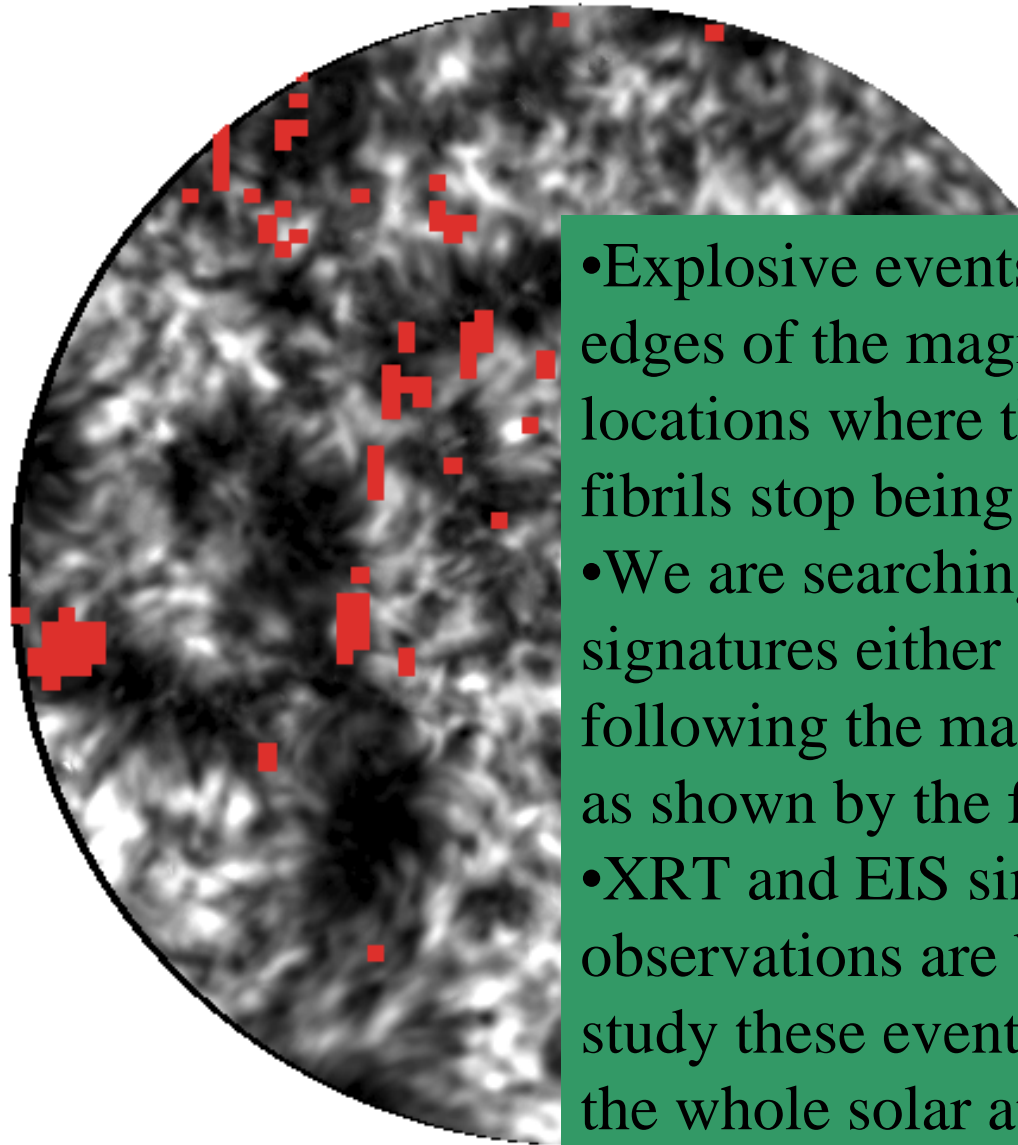 •Explosive events
edges of the mag
locations where t
fibrils stop being
•We are searching
signatures either
following the ma
as shown by the f
•XRT and EIS sin
observations are
study these event
the whole solar a